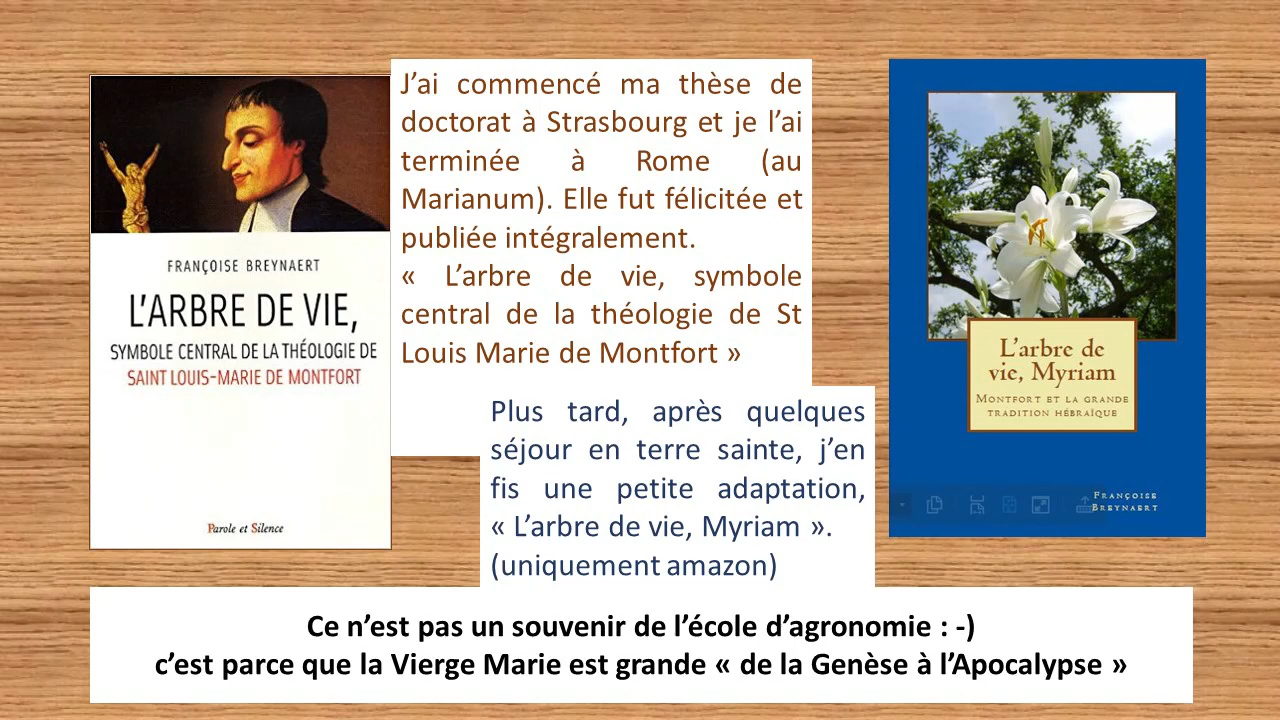 FRANÇOISE BREYNAERT
L'ARBRE DE VIE,
SYMBOLE CENTRAL DE LA THÉOLOGIE DE
SAINT LOUIS-MARIE DE MONTFORT
Parole et Silence
J'ai commencé ma thèse de
doctorat à Strasbourg et je l'ai
terminée à Rome (au
Marianum). Elle fut félicitée et
publiée intégralement.
« L'arbre de vie, symbole
central de la théologie de St
Louis Marie de Montfort »
Plus tard, après quelques
séjour en terre sainte, j'en
fis une petite adaptation,
« L'arbre de vie, Myriam ».
(uniquement amazon)
L'arbre de
vie, Myriam
MONTFORT ET LA GRANDE
TRADITION HÉBRAÏQUE
FRANÇOISE
BREYNAERT
Ce n'est pas un souvenir de l'école d'agronomie : -)
c'est parce que la Vierge Marie est grande « de la Genèse à l'Apocalypse »